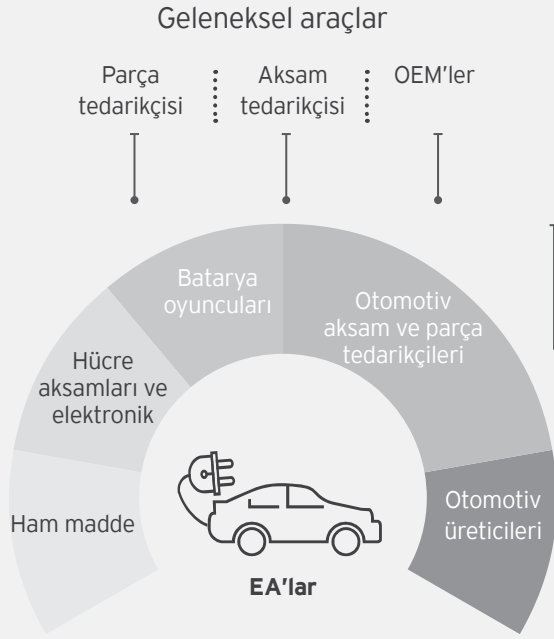 Geleneksel araçlar
Parça
tedarikçisi
Aksam
tedarikçisi
OEM'ler
Batarya
oyuncuları
Otomotiv
aksam ve parça
tedarikçileri
Hücre
aksamları ve
elektronik
Ham madde
Otomotiv
üreticileri
EA'lar